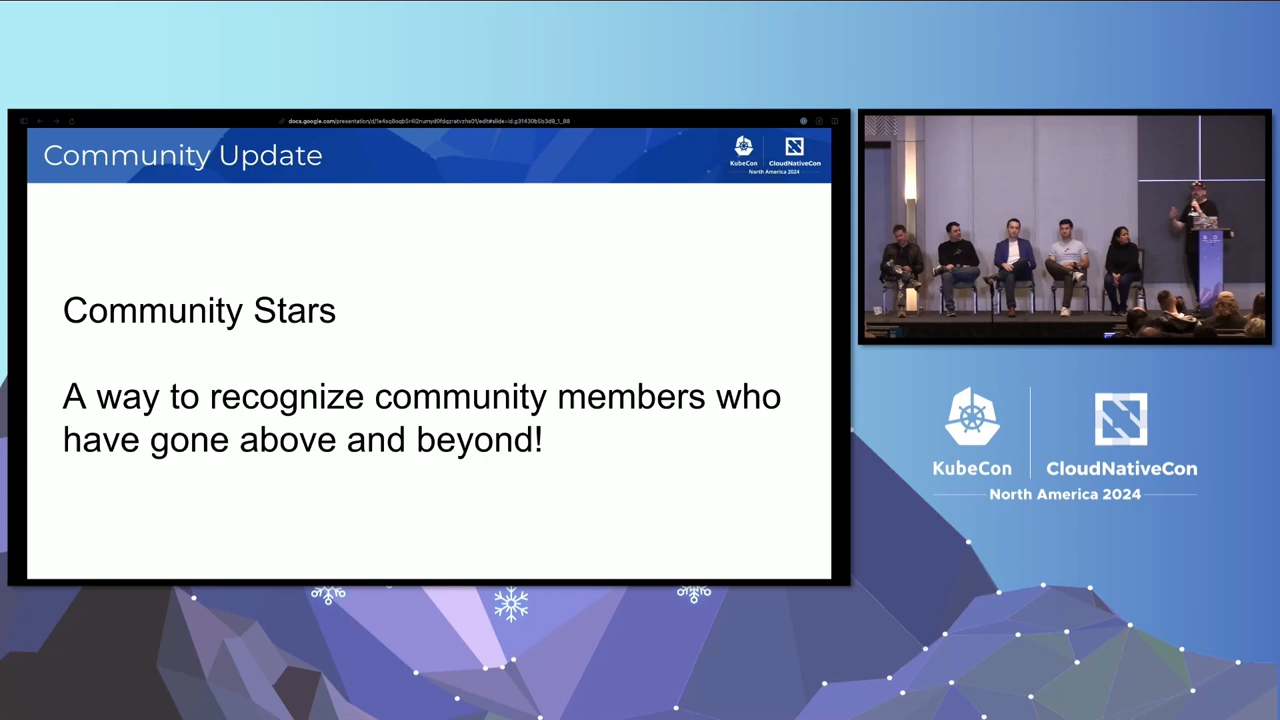 Community Update
KubeCon
CloudNativeCon
North America 2024
Community Stars
A way to recognize community members who
have gone above and beyond!
KubeCon
CloudNativeCon
North America 2024